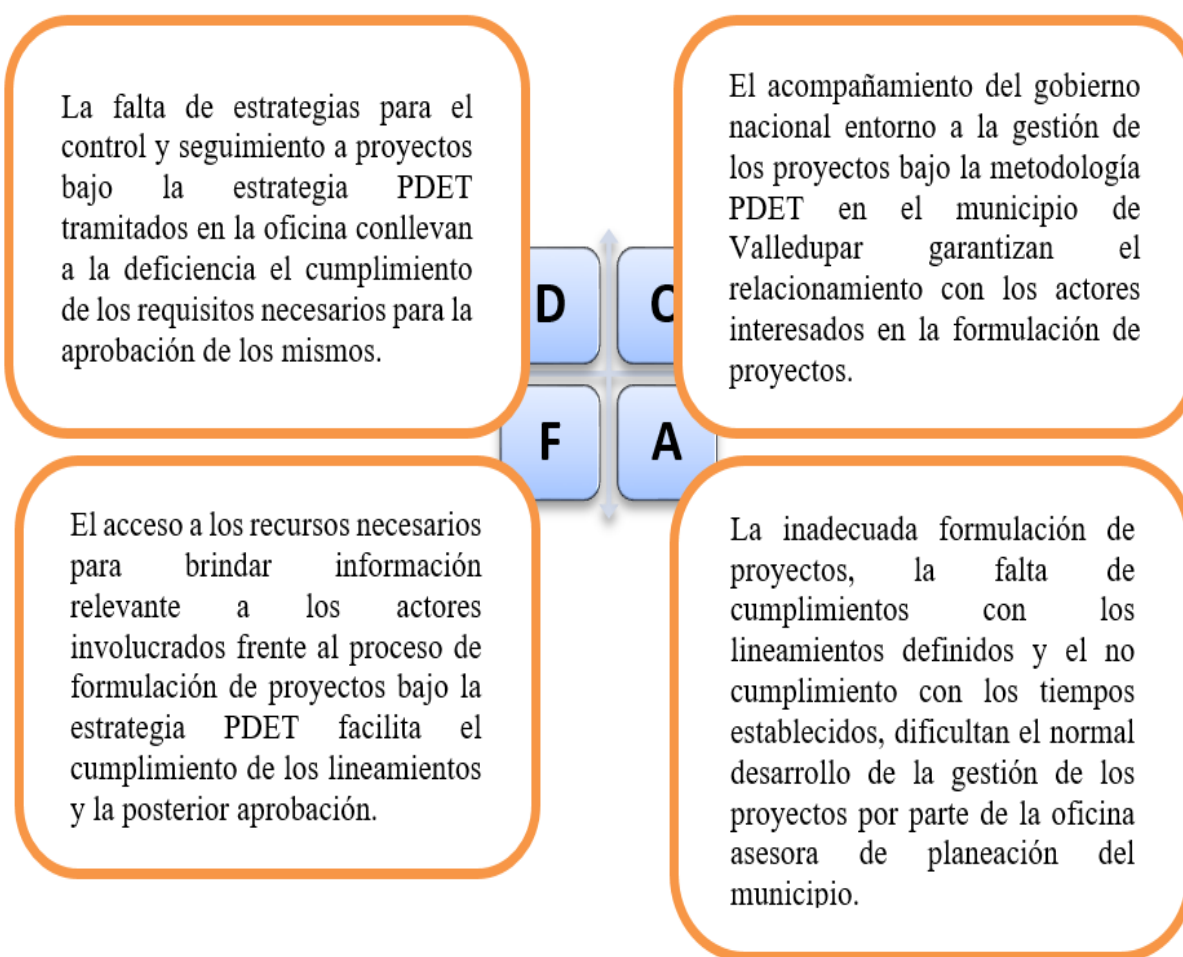 La falta de estrategias para el
control y seguimiento a proyectos
bajo la estrategia PDET
tramitados en la oficina conllevan
a la deficiencia el cumplimiento
de los requisitos necesarios para la
aprobación de los mismos.
El acompañamiento del gobierno
nacional entorno a la gestión de
los proyectos bajo la metodología
PDET en el municipio de
Valledupar garantizan el
relacionamiento con los actores
interesados en la formulación de
proyectos.
D
O
F
A
El acceso a los recursos necesarios
para brindar información
relevante a los actores
involucrados frente al proceso de
formulación de proyectos bajo la
estrategia PDET facilita el
cumplimiento de los lineamientos
y la posterior aprobación.
La inadecuada formulación de
proyectos, la falta de
cumplimientos con los
lineamientos definidos y el no
cumplimiento con los tiempos
establecidos, dificultan el normal
desarrollo de la gestión de los
proyectos por parte de la oficina
asesora de planeación del
municipio.